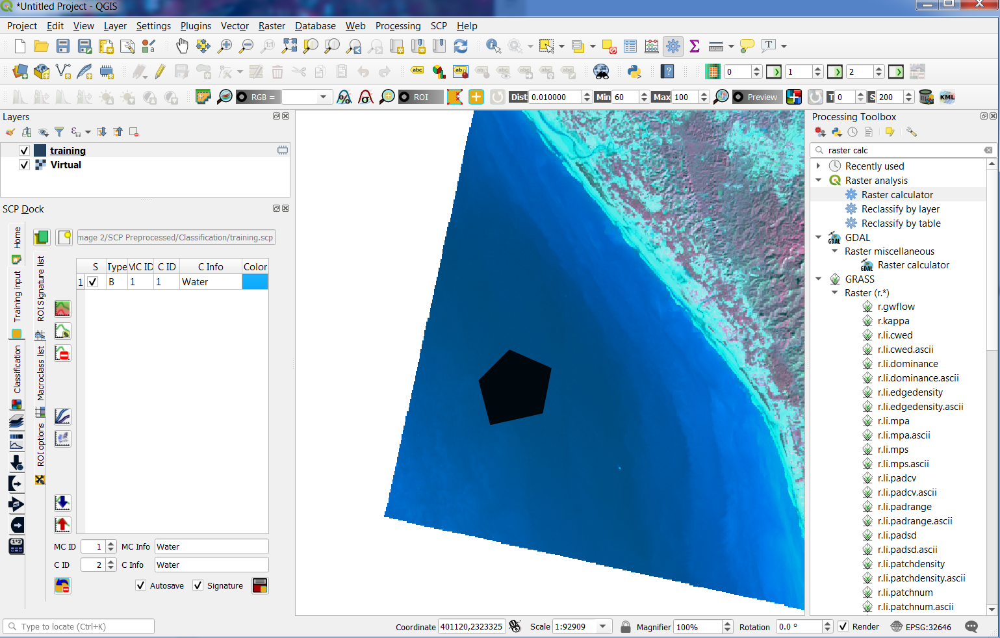 *Untitled Project - QGIS
Project Edit View Layer Settings Plugins Vector Raster Database Web Processing SCP Help
0 1 2
RGB = ROI Dist 0.010000 Min 60 Max 100 Preview T 0 S 200 KML
Layers
training
Virtual
SCP Dock
Home
Training input
Classification
ROI Signature list
Macroclass list
ROI options
mage 2/SCP Preprocessed/Classification/training.scp
S Type MC ID C ID C Info Color
1 B 1 1 Water
MC ID 1 MC Info Water
C ID 2 C Info Water
Autosave Signature
Processing Toolbox
raster calc
Recently used
Raster analysis
Raster calculator
Reclassify by layer
Reclassify by table
GDAL
Raster miscellaneous
Raster calculator
GRASS
Raster (r.*)
r.gwflow
r.kappa
r.li.cwed
r.li.cwed.ascii
r.li.dominance
r.li.dominance.ascii
r.li.edgedensity
r.li.edgedensity.ascii
r.li.mpa
r.li.mpa.ascii
r.li.mps
r.li.mps.ascii
r.li.padcv
r.li.padcv.ascii
r.li.padrange
r.li.padrange.ascii
r.li.padsd
r.li.padsd.ascii
r.li.patchdensity
r.li.patchdensity.ascii
r.li.patchnum
r.li.patchnum.ascii
Type to locate (Ctrl+K) Coordinate 401120,2323325 Scale 1:92909 Magnifier 100% Rotation 0.0 ° Render EPSG:32646